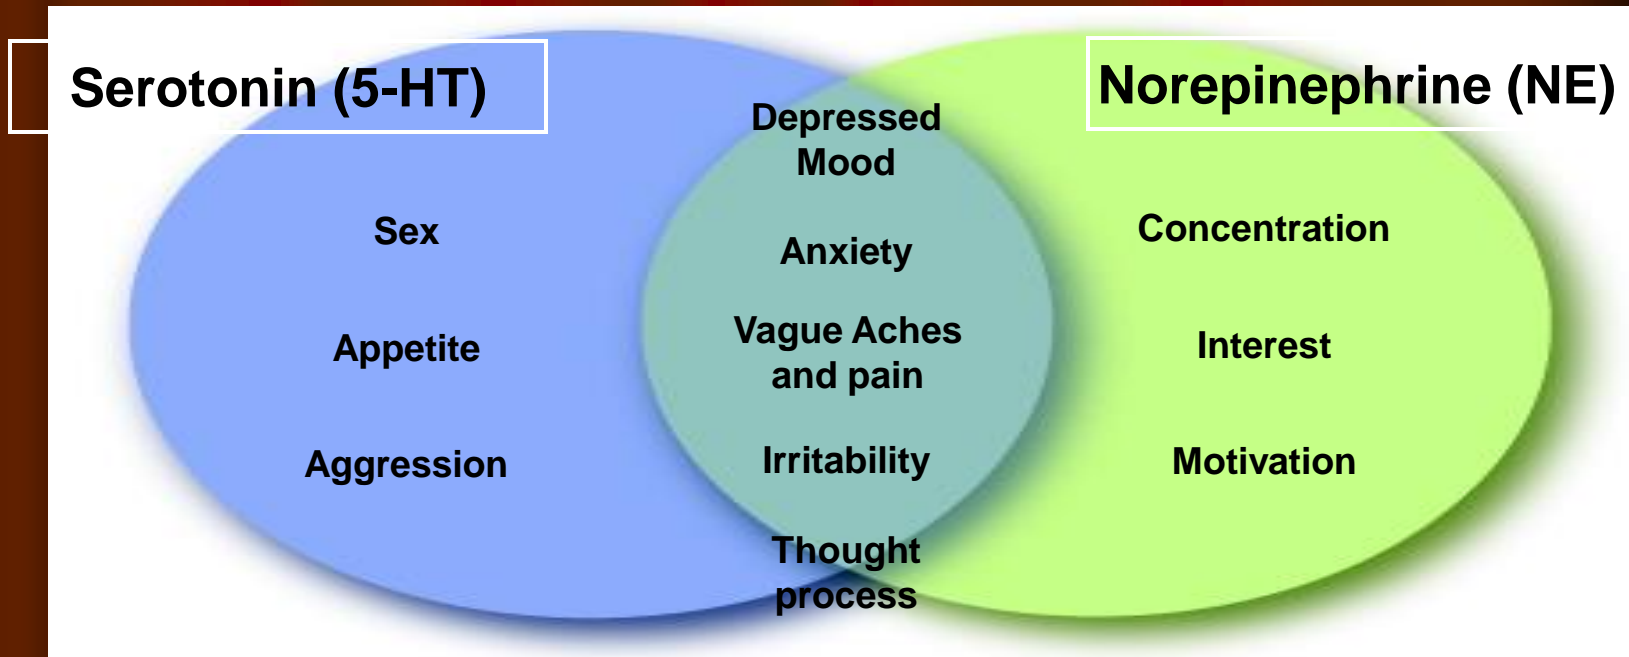 Serotonin (5-HT)
Sex
Appetite
Aggression
Depressed
Mood
Anxiety
Vague Aches
and pain
Irritability
Thought
process
Norepinephrine (NE)
Concentration
Interest
Motivation